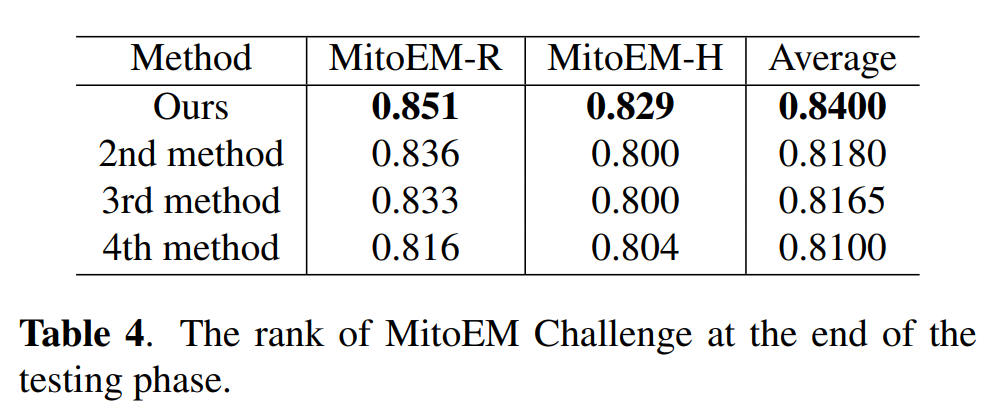 Method MitoEM-R MitoEM-H Average
Ours 0.851 0.829 0.8400
2nd method 0.836 0.800 0.8180
3rd method 0.833 0.800 0.8165
4th method 0.816 0.804 0.8100
Table 4. The rank of MitoEM Challenge at the end of the
testing phase.